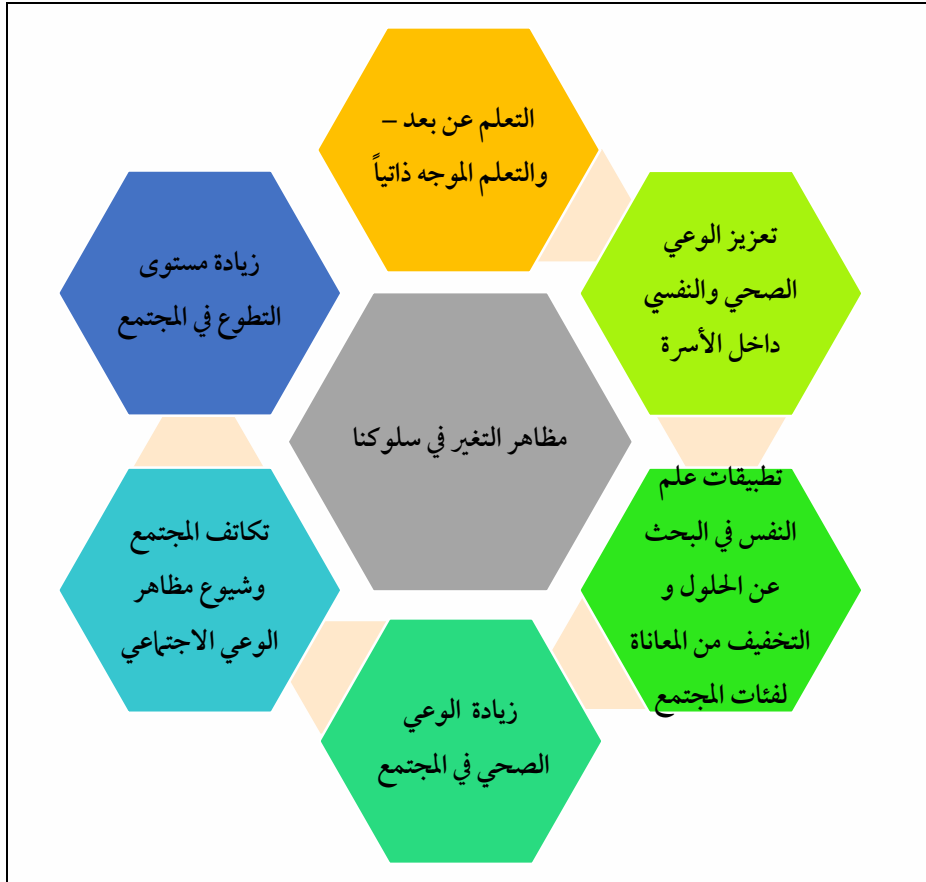 التعلم عن بعد –
والتعلم الموجه ذاتياً
تعزيز الوعي
الصحي والنفسي
داخل الأسرة
تطبيقات علم
النفس في البحث
عن الحلول و
التخفيف من المعاناة
لفئات المجتمع
زيادة الوعي
الصحي في المجتمع
تكاتف المجتمع
وشيوع مظاهر
الوعي الاجتماعي
زيادة مستوى
التطوع في المجتمع
مظاهر التغير في سلوكنا